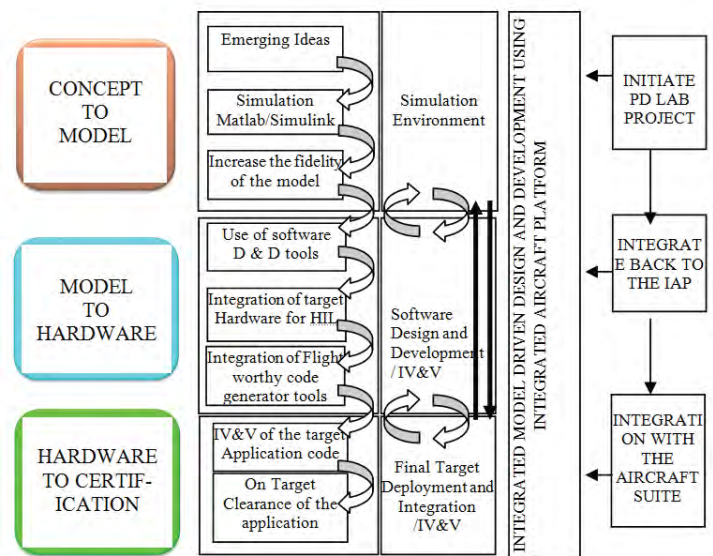 CONCEPT
TO
MODEL
MODEL
TO
HARDWARE
HARDWARE
TO CERTIF-
ICATION
Emerging Ideas
Simulation
Matlab/Simulink
Increase the fidelity
of the model
Use of software
D & D tools
Integration of target
Hardware for HIL
Integration of Flight
worthy code
generator tools
IV&V of the target
Application code
On Target
Clearance of the
application
Simulation
Environment
Software
Design and
Development
/IV&V
Final Target
Deployment and
Integration
/IV&V
INTEGRATED MODEL DRIVEN DESIGN AND DEVELOPMENT USING
INTEGRATED AIRCRAFT PLATFORM
INITIATE
PD LAB
PROJECT
INTEGRAT
E BACK TO
THE IAP
INTEGRATI
ON WITH
THE
AIRCRAFT
SUITE